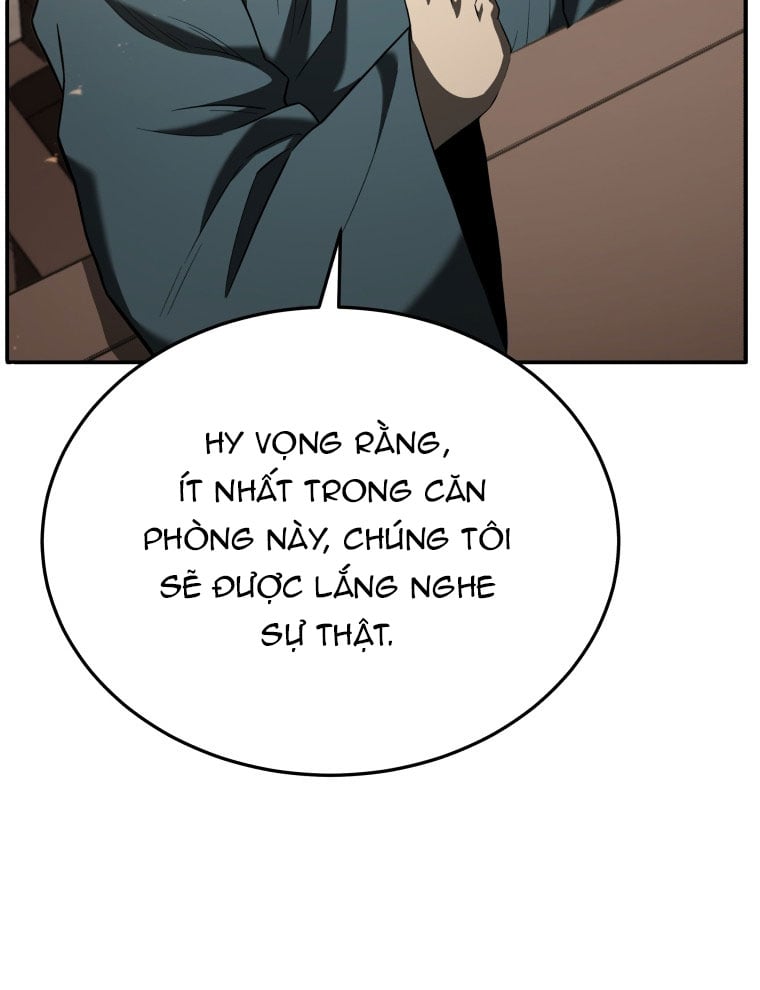 HY VỌNG RẰNG,
ÍT NHẤT TRONG CĂN
PHÒNG NÀY, CHÚNG TÔI
SẼ ĐƯỢC LẮNG NGHE
SỰ THẬT.